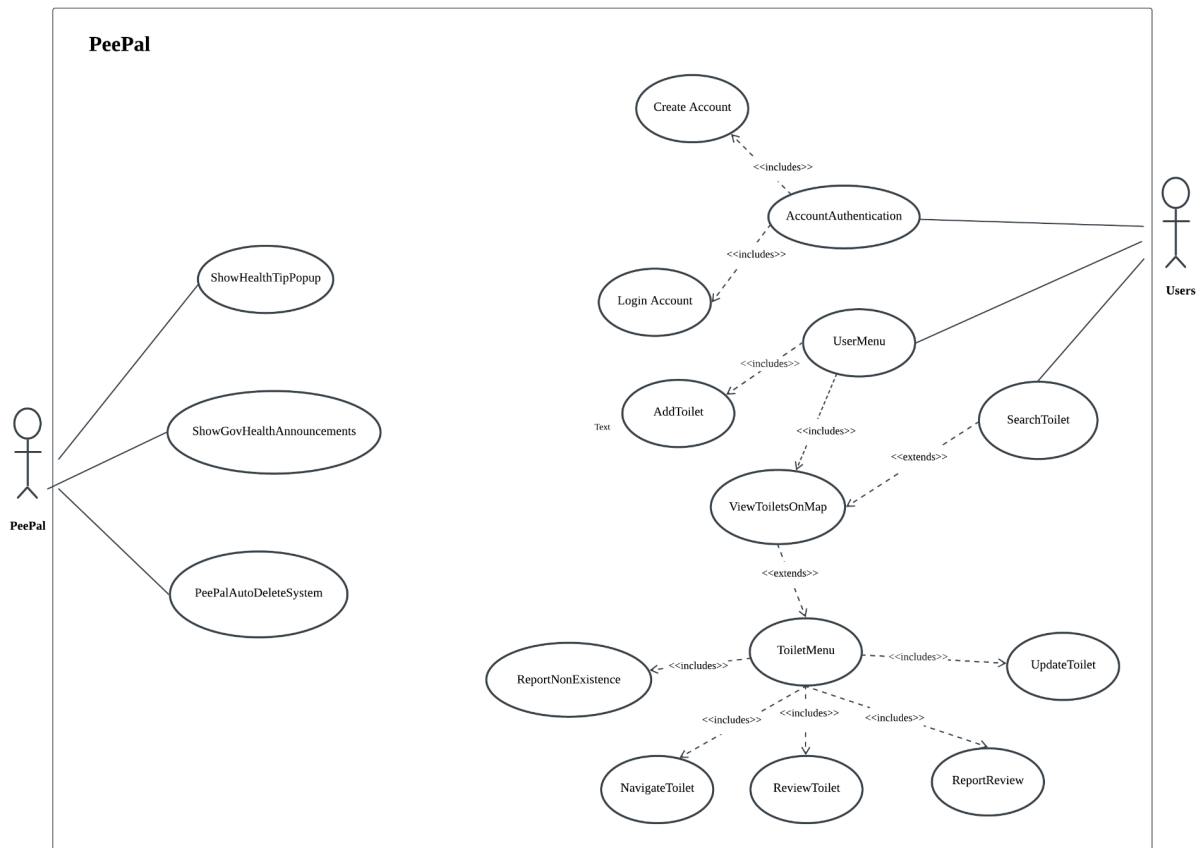 PeePal
Create Account
<<includes>>
AccountAuthentication
<<includes>>
ShowHealthTipPopup
Users
Login Account
UserMenu
<<includes>>
AddToilet
SearchToilet
Text
ShowGovHealthAnnouncements
<<includes>>
<<extends>>
ViewToiletsOnMap
PeePal
<<extends>>
PeePalAutoDeleteSystem
ToiletMenu
<<includes>>
<<includes>>
UpdateToilet
ReportNonExistence
<<includes>>
<<includes>>
<<includes>>
NavigateToilet
ReviewToilet
ReportReview